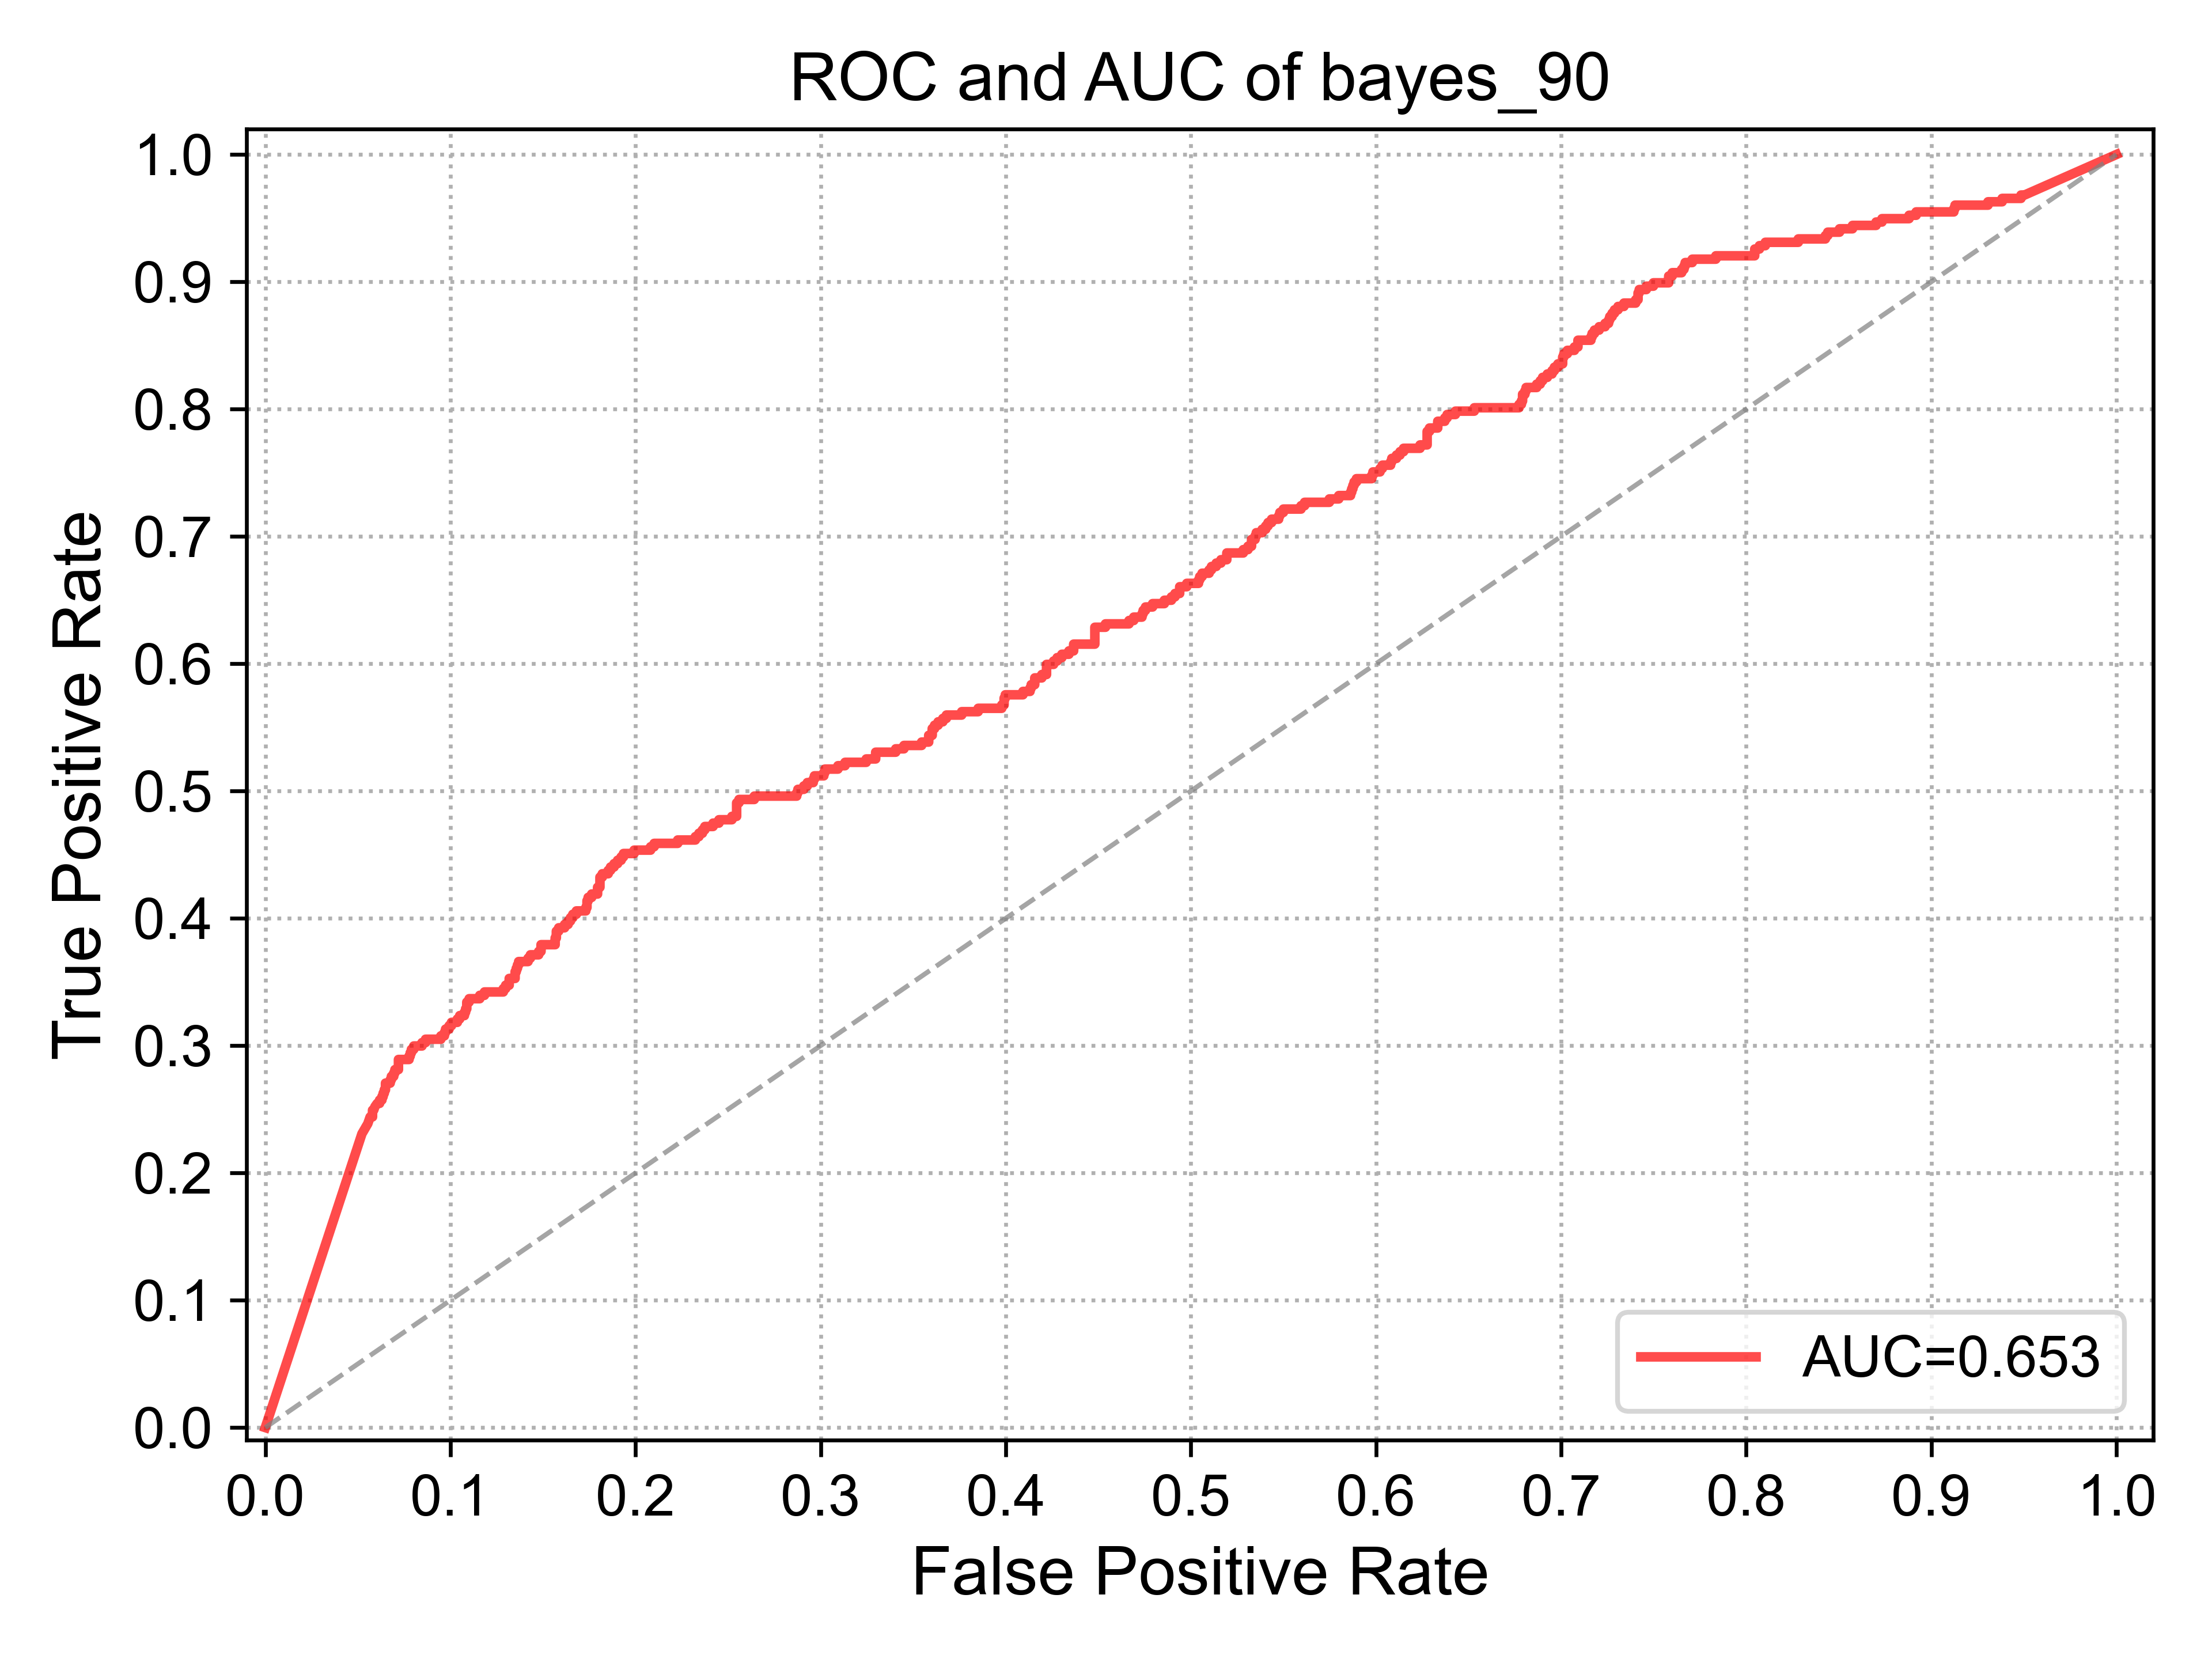 ROC and AUC of bayes_90
1.0
0.9
0.8
0.7
0.6
0.5
0.4
0.3
0.2
0.1
0.0
True Positive Rate
AUC=0.653
0.0 0.1 0.2 0.3 0.4 0.5 0.6 0.7 0.8 0.9 1.0
False Positive Rate